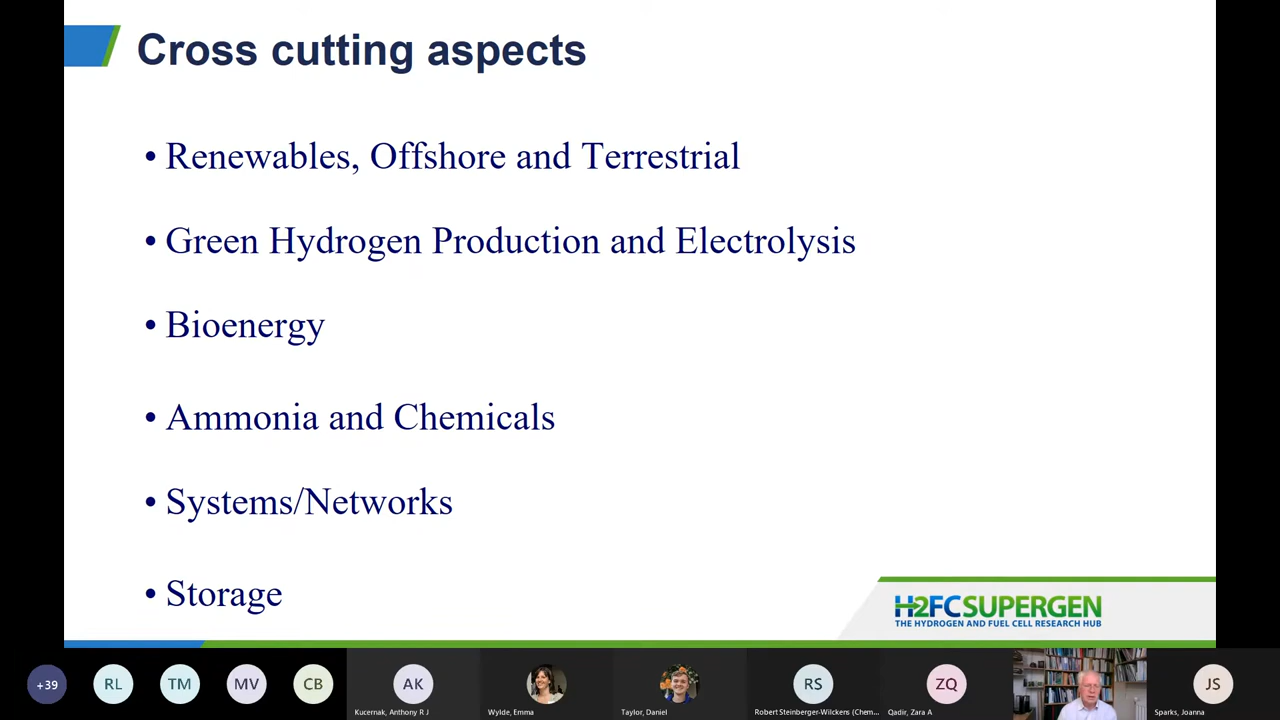 Cross cutting aspects
• Renewables, Offshore and Terrestrial
• Green Hydrogen Production and Electrolysis
• Bioenergy
• Ammonia and Chemicals
• Systems/Networks
• Storage
H2FCSUPERGEN
THE HYDROGEN AND FUEL CELL RESEARCH HUB
+39
RL
TM
MV
CB
AK
RS
ZQ
JS
Kucernak, Anthony R J
Wylde, Emma
Taylor, Daniel
Robert Steinberger-Wilckens (Chem...
Qadir, Zara A
Sparks, Joanna